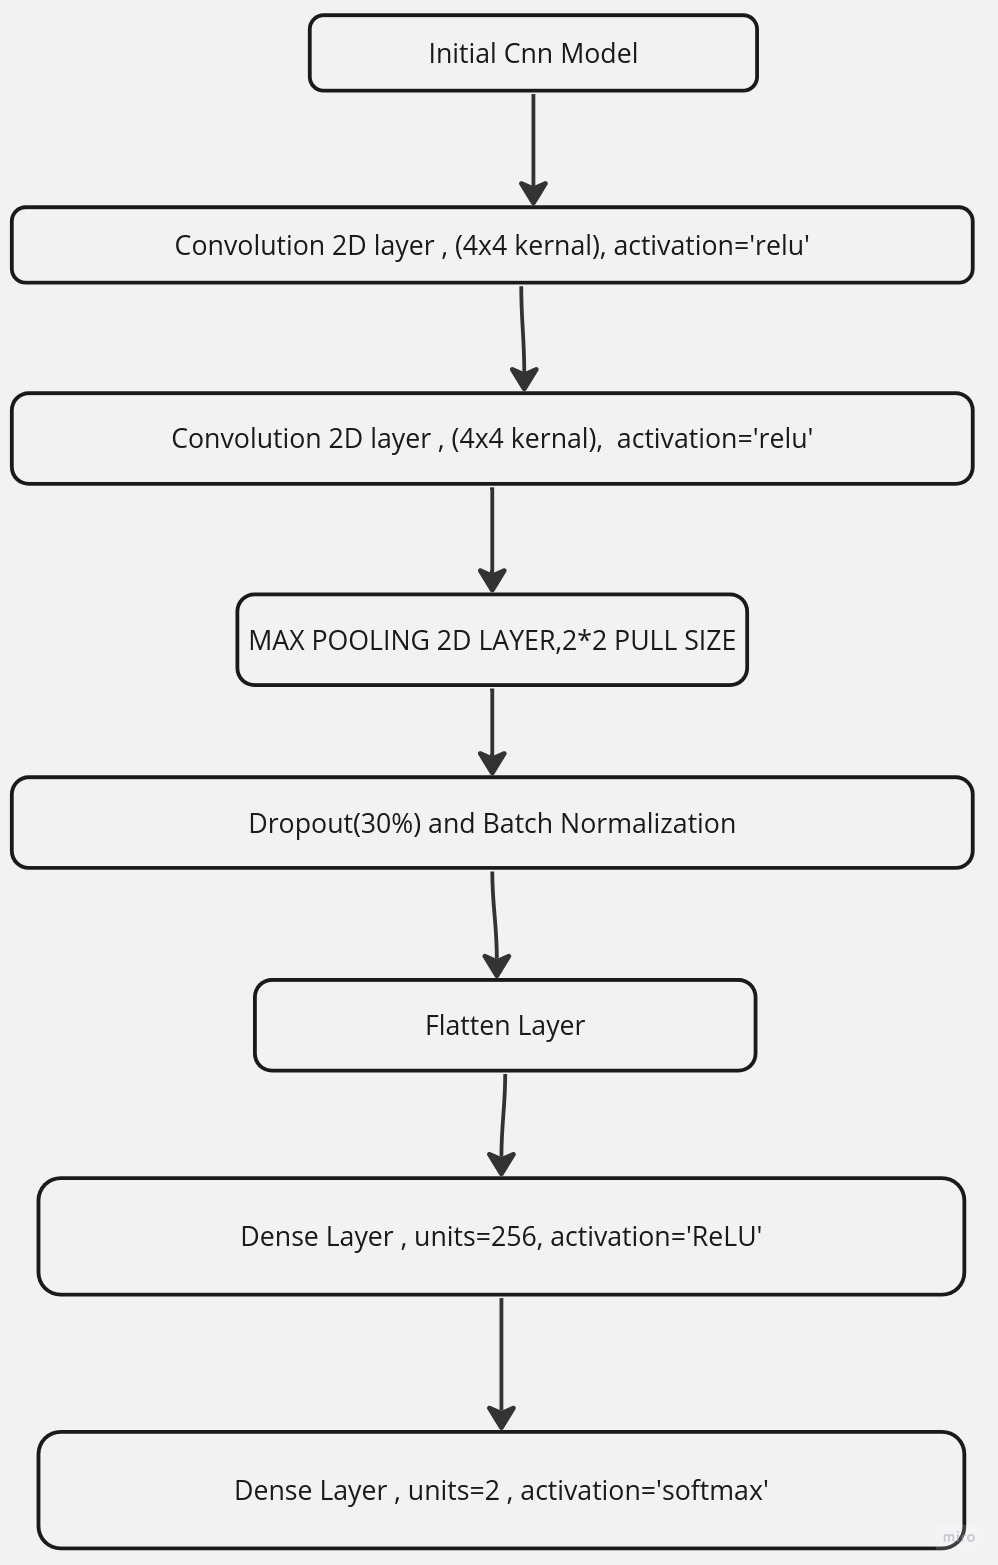 Initial Cnn Model
Convolution 2D layer , (4x4 kernal), activation='relu'
Convolution 2D layer , (4x4 kernal),  activation='relu'
MAX POOLING 2D LAYER,2*2 PULL SIZE
Dropout(30%) and Batch Normalization
Flatten Layer
Dense Layer , units=256, activation='ReLU'
Dense Layer , units=2 , activation='softmax'
miro